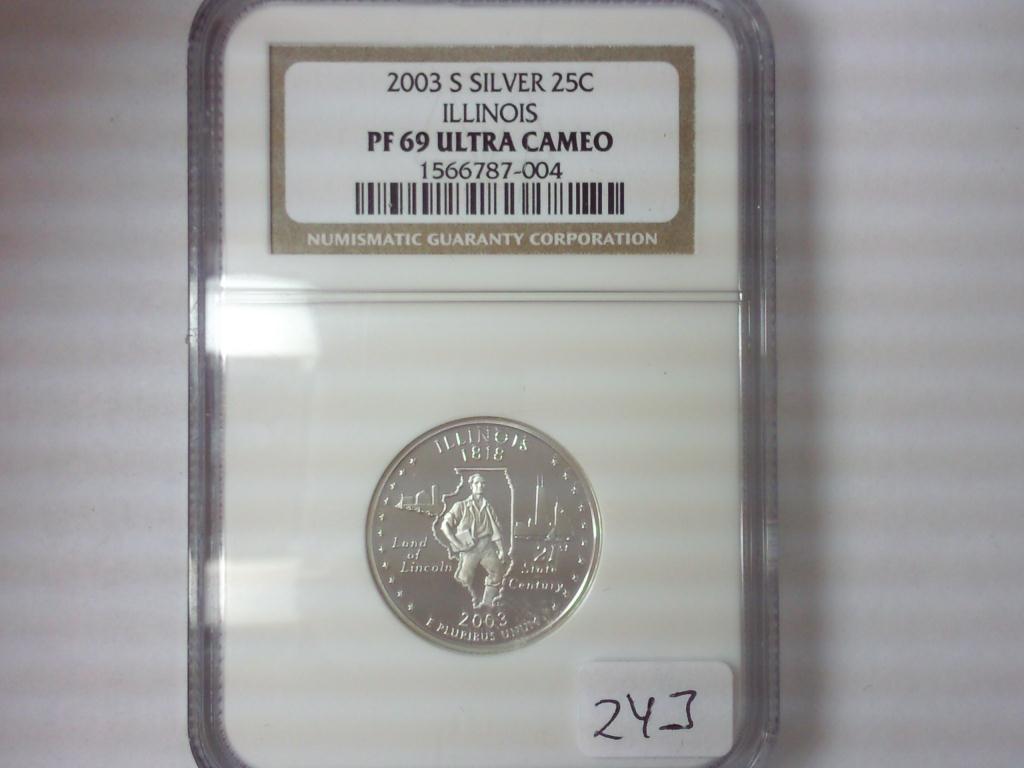 2003 S SILVER 25C
ILLINOIS
PF 69 ULTRA CAMEO
1566787-004
NUMISMATIC GUARANTY CORPORATION
ILLINOIS
1818
Land
of
Lincoln
21st
State
Century
2003
E PLURIBUS UNUM
243